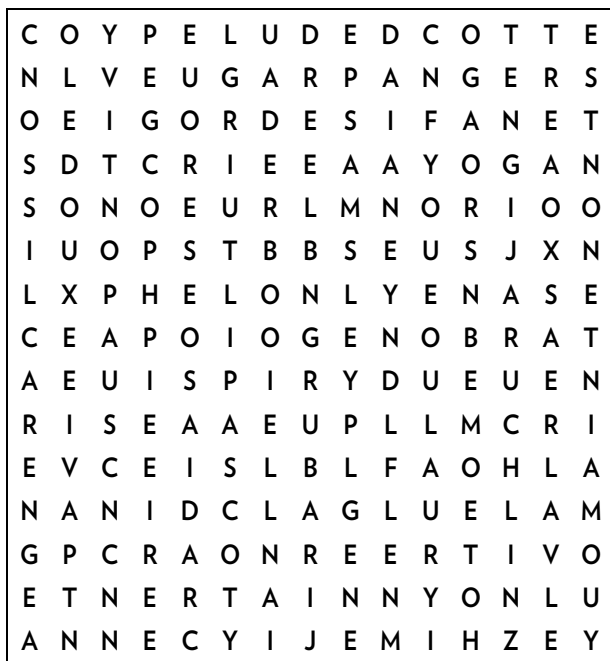 C O Y P E L U D E D C O T T E
N L V E U G A R P A N G E R S
O E I G O R D E S I F A N E T
S D T C R I E E A A Y O G A N
S O N O E U R L M N O R I O O
I U O P S T B B S E U S J X N
L X P H E L O N L Y E N A S E
C E A P O I O G E N O B R A T
A E U I S P I R Y D U E U E N
R I S E A A E U P L L M C R I
E V C E I S L B L F A O H L A
N A N I D C L A G L U E L A M
G P C R A O N R E E R T I V O
E T N E R T A I N N Y O N L U
A N N E C Y I J E M I H Z E Y